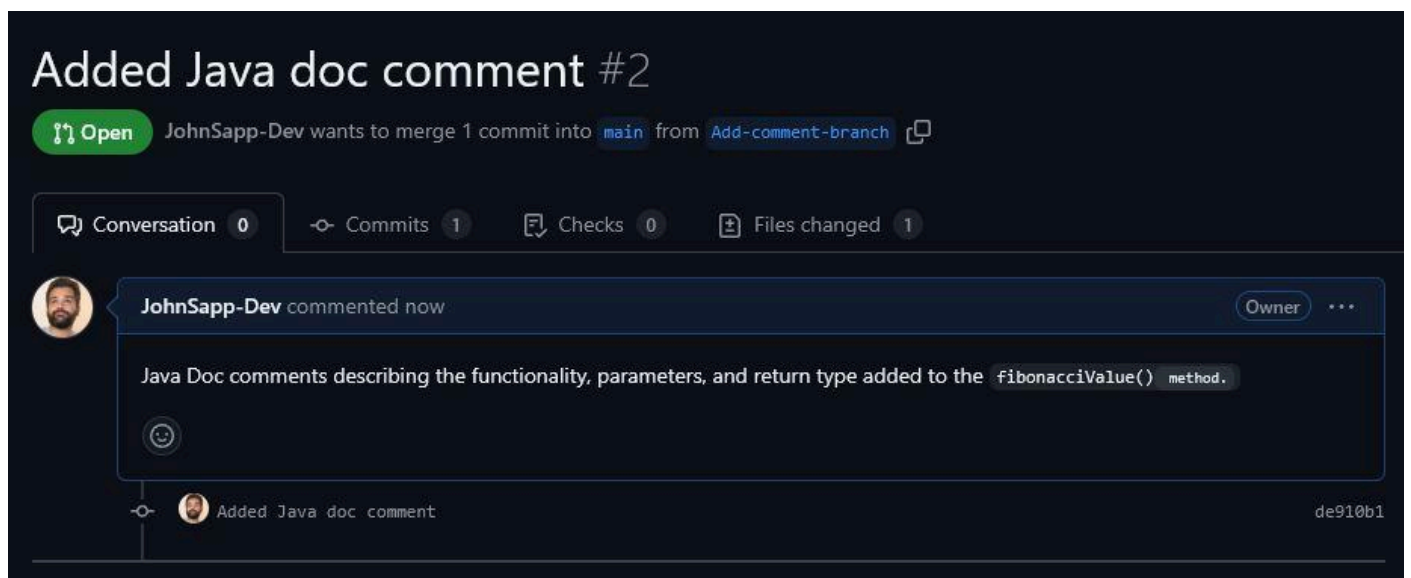 Added Java doc comment #2
Open JohnSapp-Dev wants to merge 1 commit into main from Add-comment-branch
Conversation 0 Commits 1 Checks 0 Files changed 1
JohnSapp-Dev commented now Owner ...
Java Doc comments describing the functionality, parameters, and return type added to the fibonacciValue() method.
Added Java doc comment de910b1